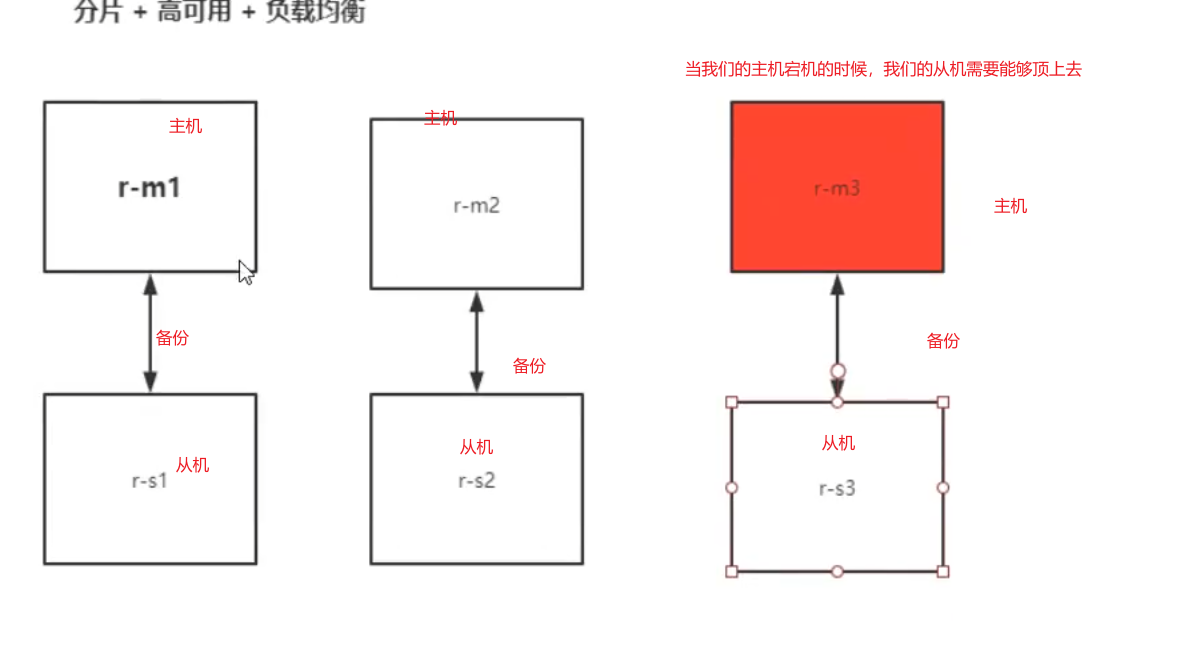 分片 + 高可用 + 负载均衡
当我们的主机宕机的时候，我们的从机需要能够顶上去
主机
r-m1
主机
r-m2
r-m3
主机
备份
备份
备份
从机
r-s1
从机
r-s2
从机
r-s3